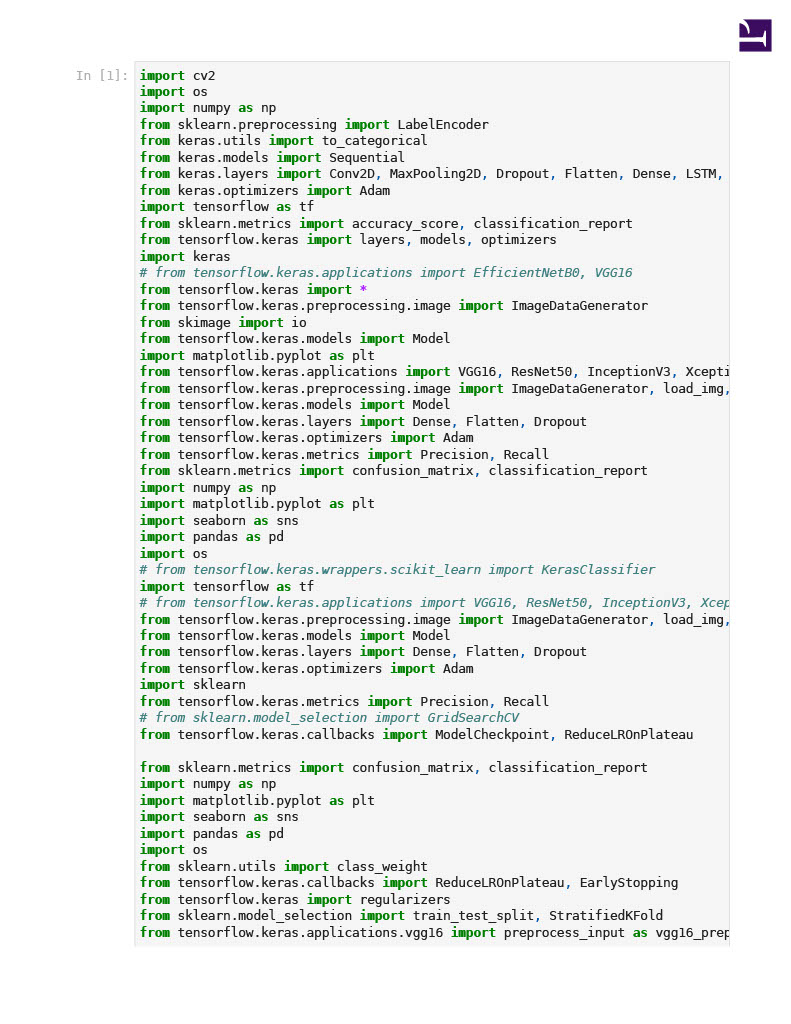 In [1]: import cv2
import os
import numpy as np
from sklearn.preprocessing import LabelEncoder
from keras.utils import to_categorical
from keras.models import Sequential
from keras.layers import Conv2D, MaxPooling2D, Dropout, Flatten, Dense, LSTM,
from keras.optimizers import Adam
import tensorflow as tf
from sklearn.metrics import accuracy_score, classification_report
from tensorflow.keras import layers, models, optimizers
import keras
# from tensorflow.keras.applications import EfficientNetB0, VGG16
from tensorflow.keras import *
from tensorflow.keras.preprocessing.image import ImageDataGenerator
from skimage import io
from tensorflow.keras.models import Model
import matplotlib.pyplot as plt
from tensorflow.keras.applications import VGG16, ResNet50, InceptionV3, Xcepti
from tensorflow.keras.preprocessing.image import ImageDataGenerator, load_img,
from tensorflow.keras.models import Model
from tensorflow.keras.layers import Dense, Flatten, Dropout
from tensorflow.keras.optimizers import Adam
from tensorflow.keras.metrics import Precision, Recall
from sklearn.metrics import confusion_matrix, classification_report
import numpy as np
import matplotlib.pyplot as plt
import seaborn as sns
import pandas as pd
import os
# from tensorflow.keras.wrappers.scikit_learn import KerasClassifier
import tensorflow as tf
# from tensorflow.keras.applications import VGG16, ResNet50, InceptionV3, Xcep
from tensorflow.keras.preprocessing.image import ImageDataGenerator, load_img,
from tensorflow.keras.models import Model
from tensorflow.keras.layers import Dense, Flatten, Dropout
from tensorflow.keras.optimizers import Adam
import sklearn
from tensorflow.keras.metrics import Precision, Recall
# from sklearn.model_selection import GridSearchCV
from tensorflow.keras.callbacks import ModelCheckpoint, ReduceLROnPlateau
from sklearn.metrics import confusion_matrix, classification_report
import numpy as np
import matplotlib.pyplot as plt
import seaborn as sns
import pandas as pd
import os
from sklearn.utils import class_weight
from tensorflow.keras.callbacks import ReduceLROnPlateau, EarlyStopping
from tensorflow.keras import regularizers
from sklearn.model_selection import train_test_split, StratifiedKFold
from tensorflow.keras.applications.vgg16 import preprocess_input as vgg16_prep